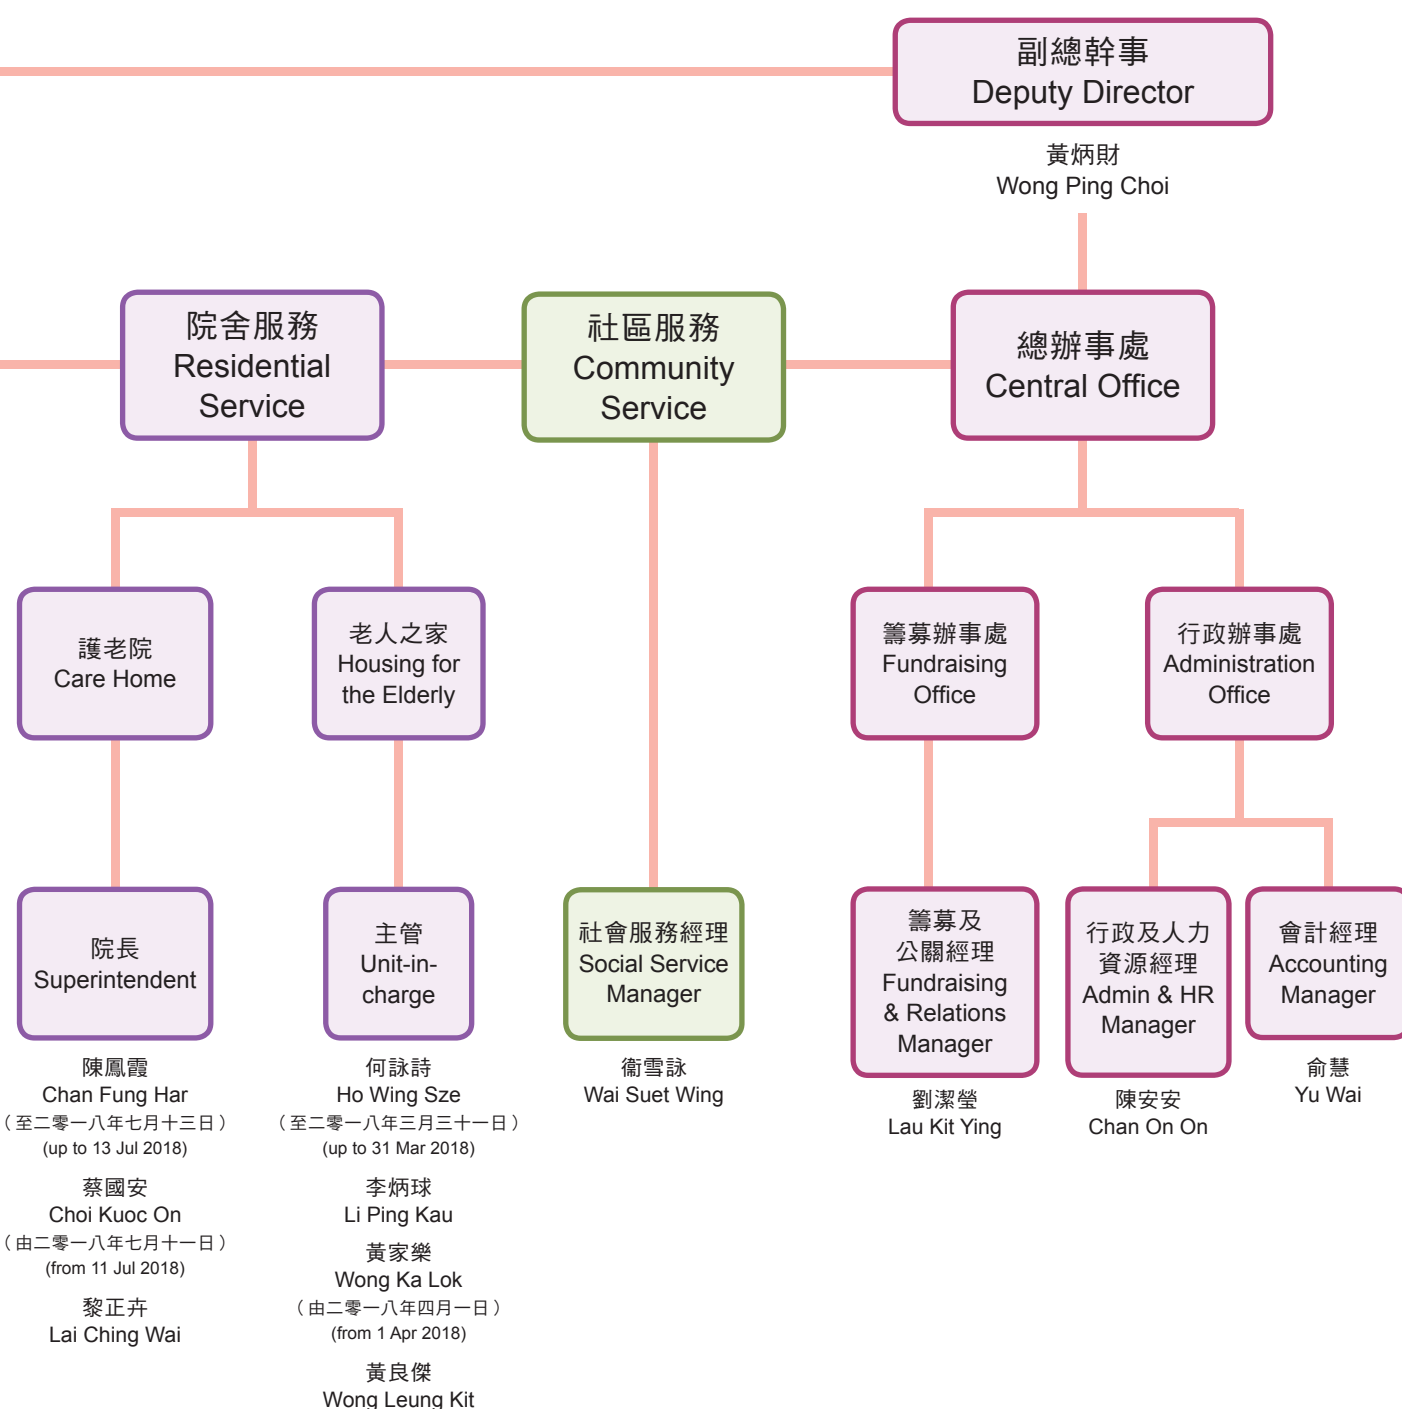 副總幹事
Deputy Director
黃炳財
Wong Ping Choi
院舍服務
Residential
Service
社區服務
Community
Service
總辦事處
Central Office
護老院
Care Home
老人之家
Housing for
the Elderly
籌募辦事處
Fundraising
Office
行政辦事處
Administration
Office
院長
Superintendent
陳鳳霞
Chan Fung Har
（至二零一八年七月十三日）
(up to 13 Jul 2018)
蔡國安
Choi Kuoc On
（由二零一八年七月十一日）
(from 11 Jul 2018)
黎正卉
Lai Ching Wai
主管
Unit-in-
charge
何詠詩
Ho Wing Sze
（至二零一八年三月三十一日）
(up to 31 Mar 2018)
李炳球
Li Ping Kau
黃家樂
Wong Ka Lok
（由二零一八年四月一日）
(from 1 Apr 2018)
黃良傑
Wong Leung Kit
社會服務經理
Social Service
Manager
衞雪詠
Wai Suet Wing
籌募及
公關經理
Fundraising
& Relations
Manager
劉潔瑩
Lau Kit Ying
行政及人力
資源經理
Admin & HR
Manager
陳安安
Chan On On
會計經理
Accounting
Manager
俞慧
Yu Wai